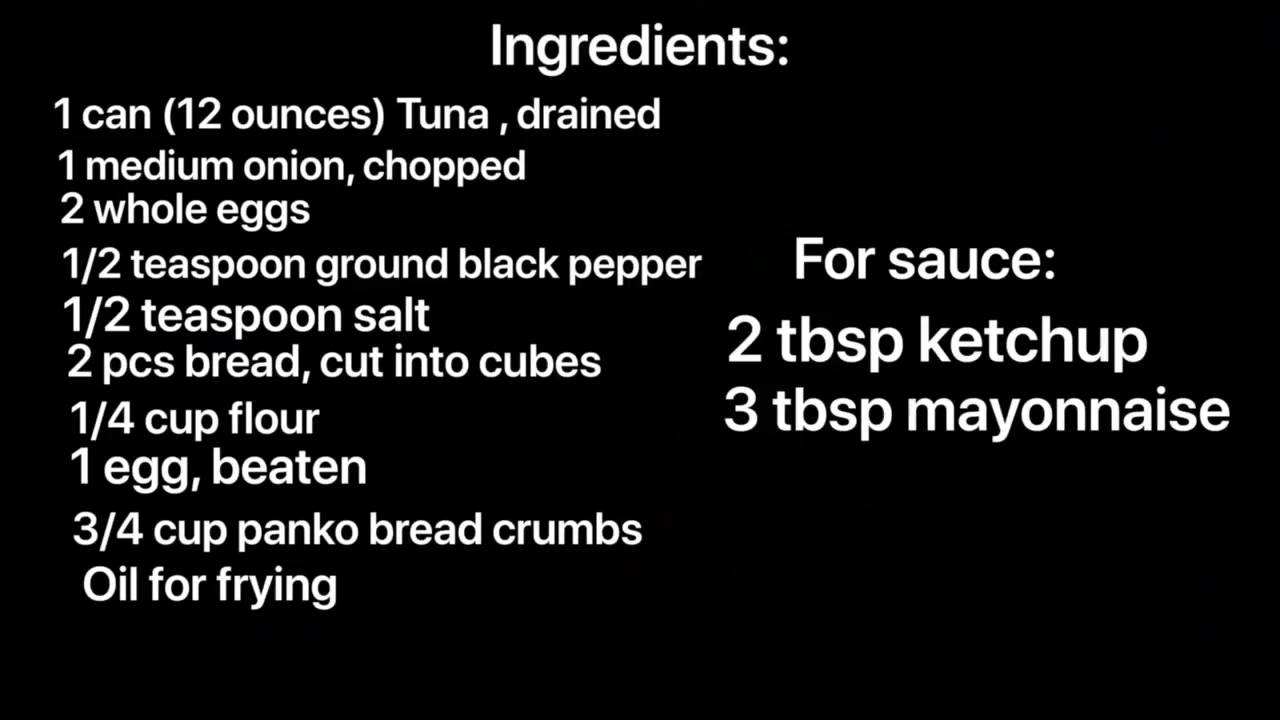 Ingredients:
1 can (12 ounces) Tuna , drained
1 medium onion, chopped
2 whole eggs
1/2 teaspoon ground black pepper
1/2 teaspoon salt
2 pcs bread, cut into cubes
1/4 cup flour
1 egg, beaten
3/4 cup panko bread crumbs
Oil for frying
For sauce:
2 tbsp ketchup
3 tbsp mayonnaise